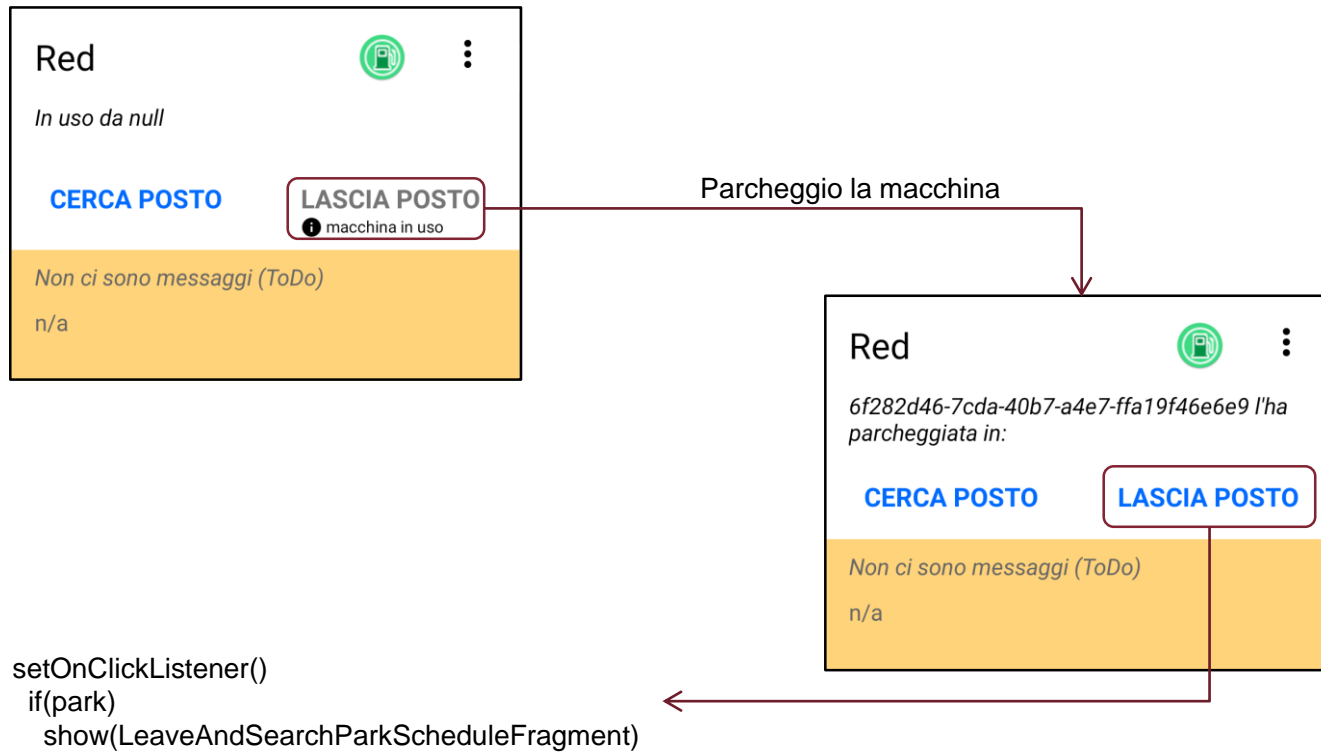 Red
In uso da null
CERCA POSTO
LASCIA POSTO
macchina in uso
Non ci sono messaggi (ToDo)
n/a
Parcheggio la macchina
Red
6f282d46-7cda-40b7-a4e7-ffa19f46e6e9 l'ha
parcheggiata in:
CERCA POSTO
LASCIA POSTO
Non ci sono messaggi (ToDo)
n/a
setOnClickListener()
if(park)
show(LeaveAndSearchParkScheduleFragment)